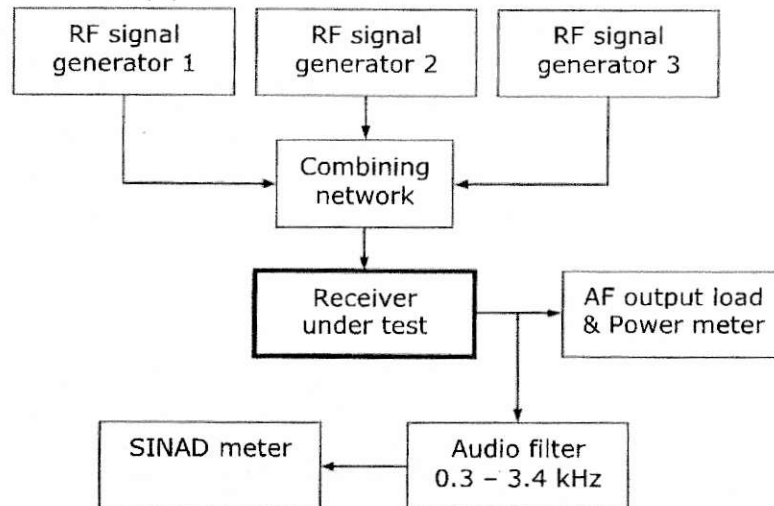 RF signal
generator 1
RF signal
generator 2
RF signal
generator 3
Combining
network
Receiver
under test
AF output load
& Power meter
SINAD meter
Audio filter
0.3 – 3.4 kHz